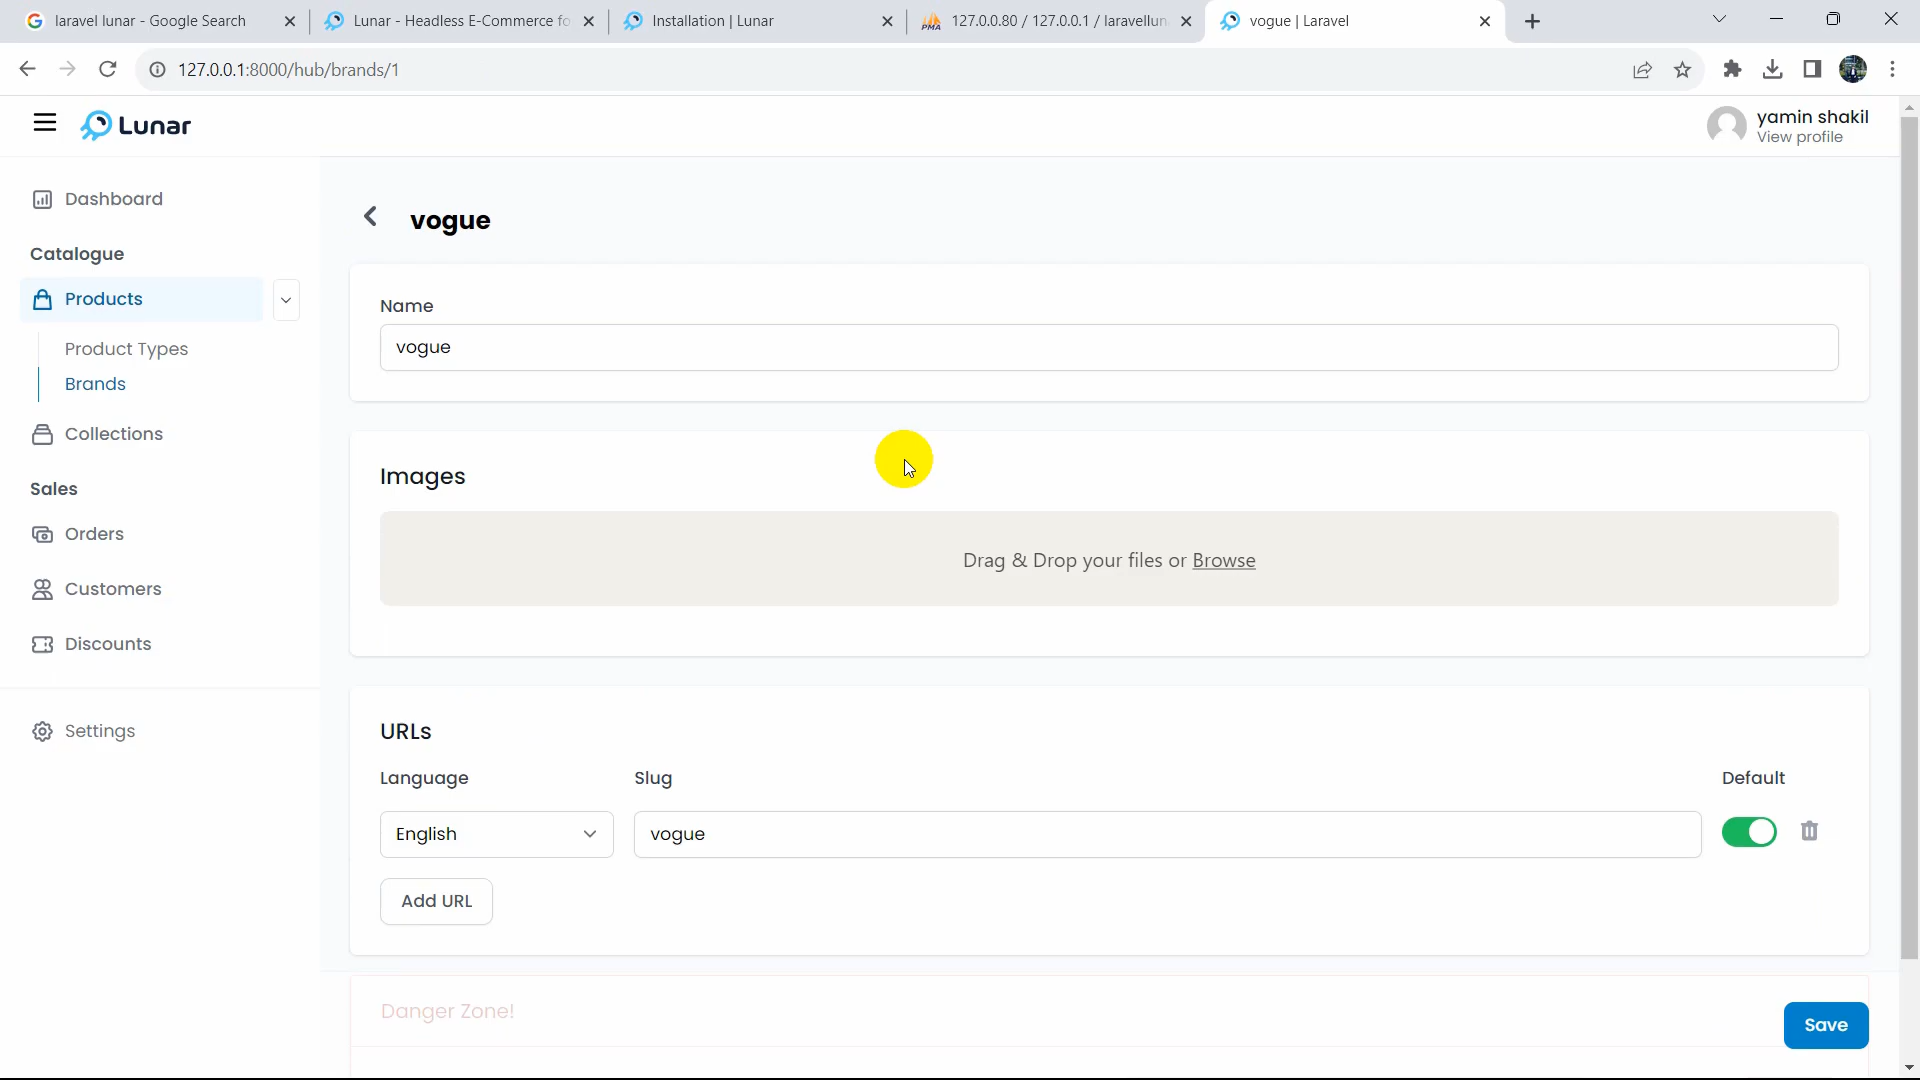 laravel lunar - Google Search
Lunar - Headless E-Commerce fo
Installation | Lunar
PMA
127.0.0.80 / 127.0.0.1 / laravellun
vogue | Laravel
127.0.0.1:8000/hub/brands/1
Lunar
yamin shakil
View profile
Dashboard
Catalogue
Products
Product Types
Brands
Collections
Sales
Orders
Customers
Discounts
Settings
vogue
Name
vogue
Images
Drag & Drop your files or Browse
URLs
Language
Slug
Default
English
vogue
Add URL
Danger Zone!
Save